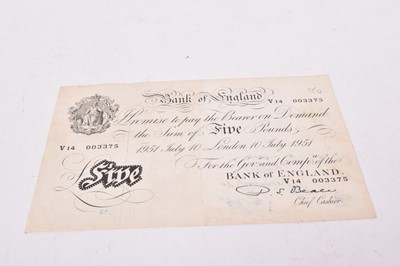 Bank of England
V14 003375
Promise to pay the Bearer on Demand
the Sum of Five Pounds
V14 003375
1951 July 10 London 10 July 1951
For the Gov: and Comp.ª of the
BANK OF ENGLAND.
V14 003375
£ Five
P. S. Beale
Chief Cashier